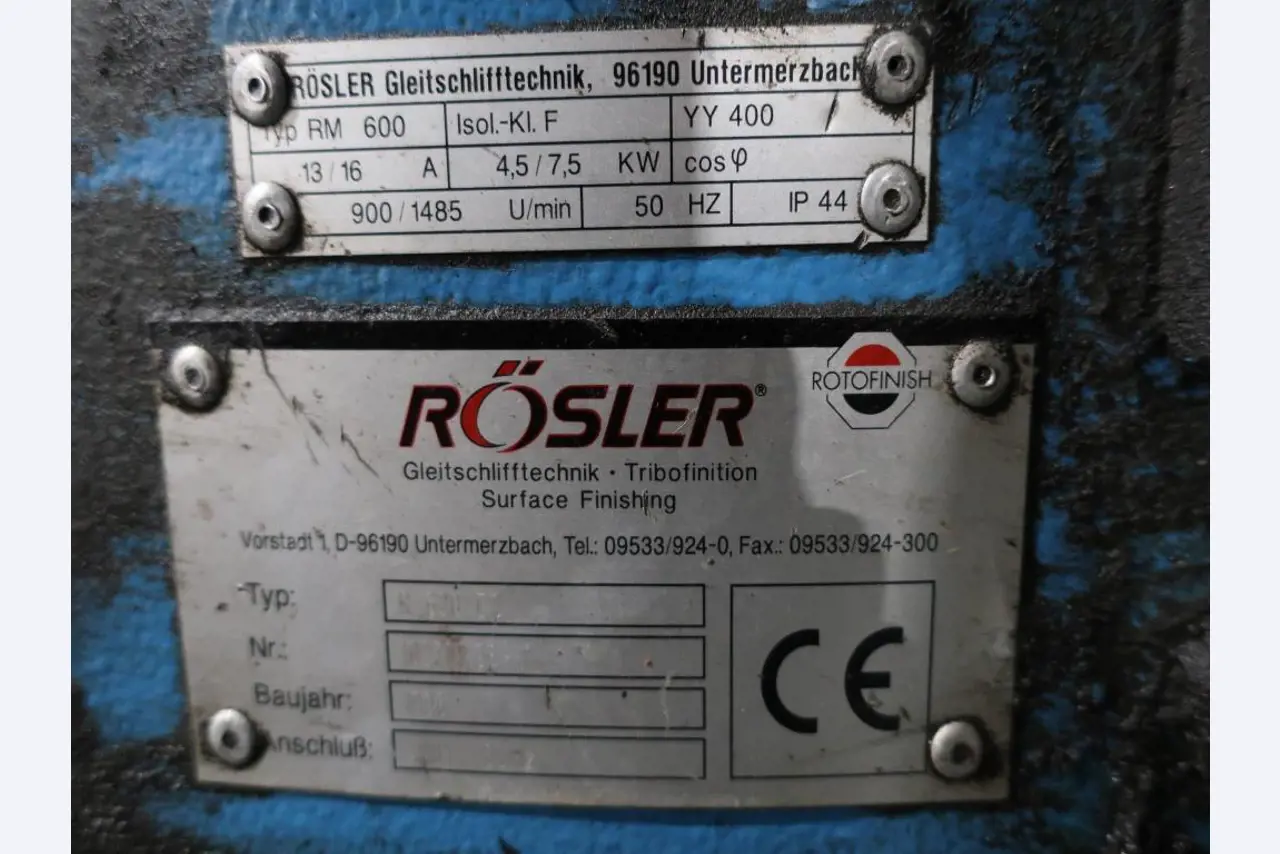 RÖSLER Gleitschlifftechnik, 96190 Untermerzbach
Typ RM 600 Isol.-Kl. F YY 400
13/16 A 4,5/7,5 KW cos φ
900/1485 U/min 50 HZ IP 44
RÖSLER®
ROTOFINISH
Gleitschlifftechnik · Tribofinition
Surface Finishing
Vorstadt 1, D-96190 Untermerzbach, Tel.: 09533/924-0, Fax.: 09533/924-300
Typ:
Nr.:
Baujahr:
Anschluß:
CE